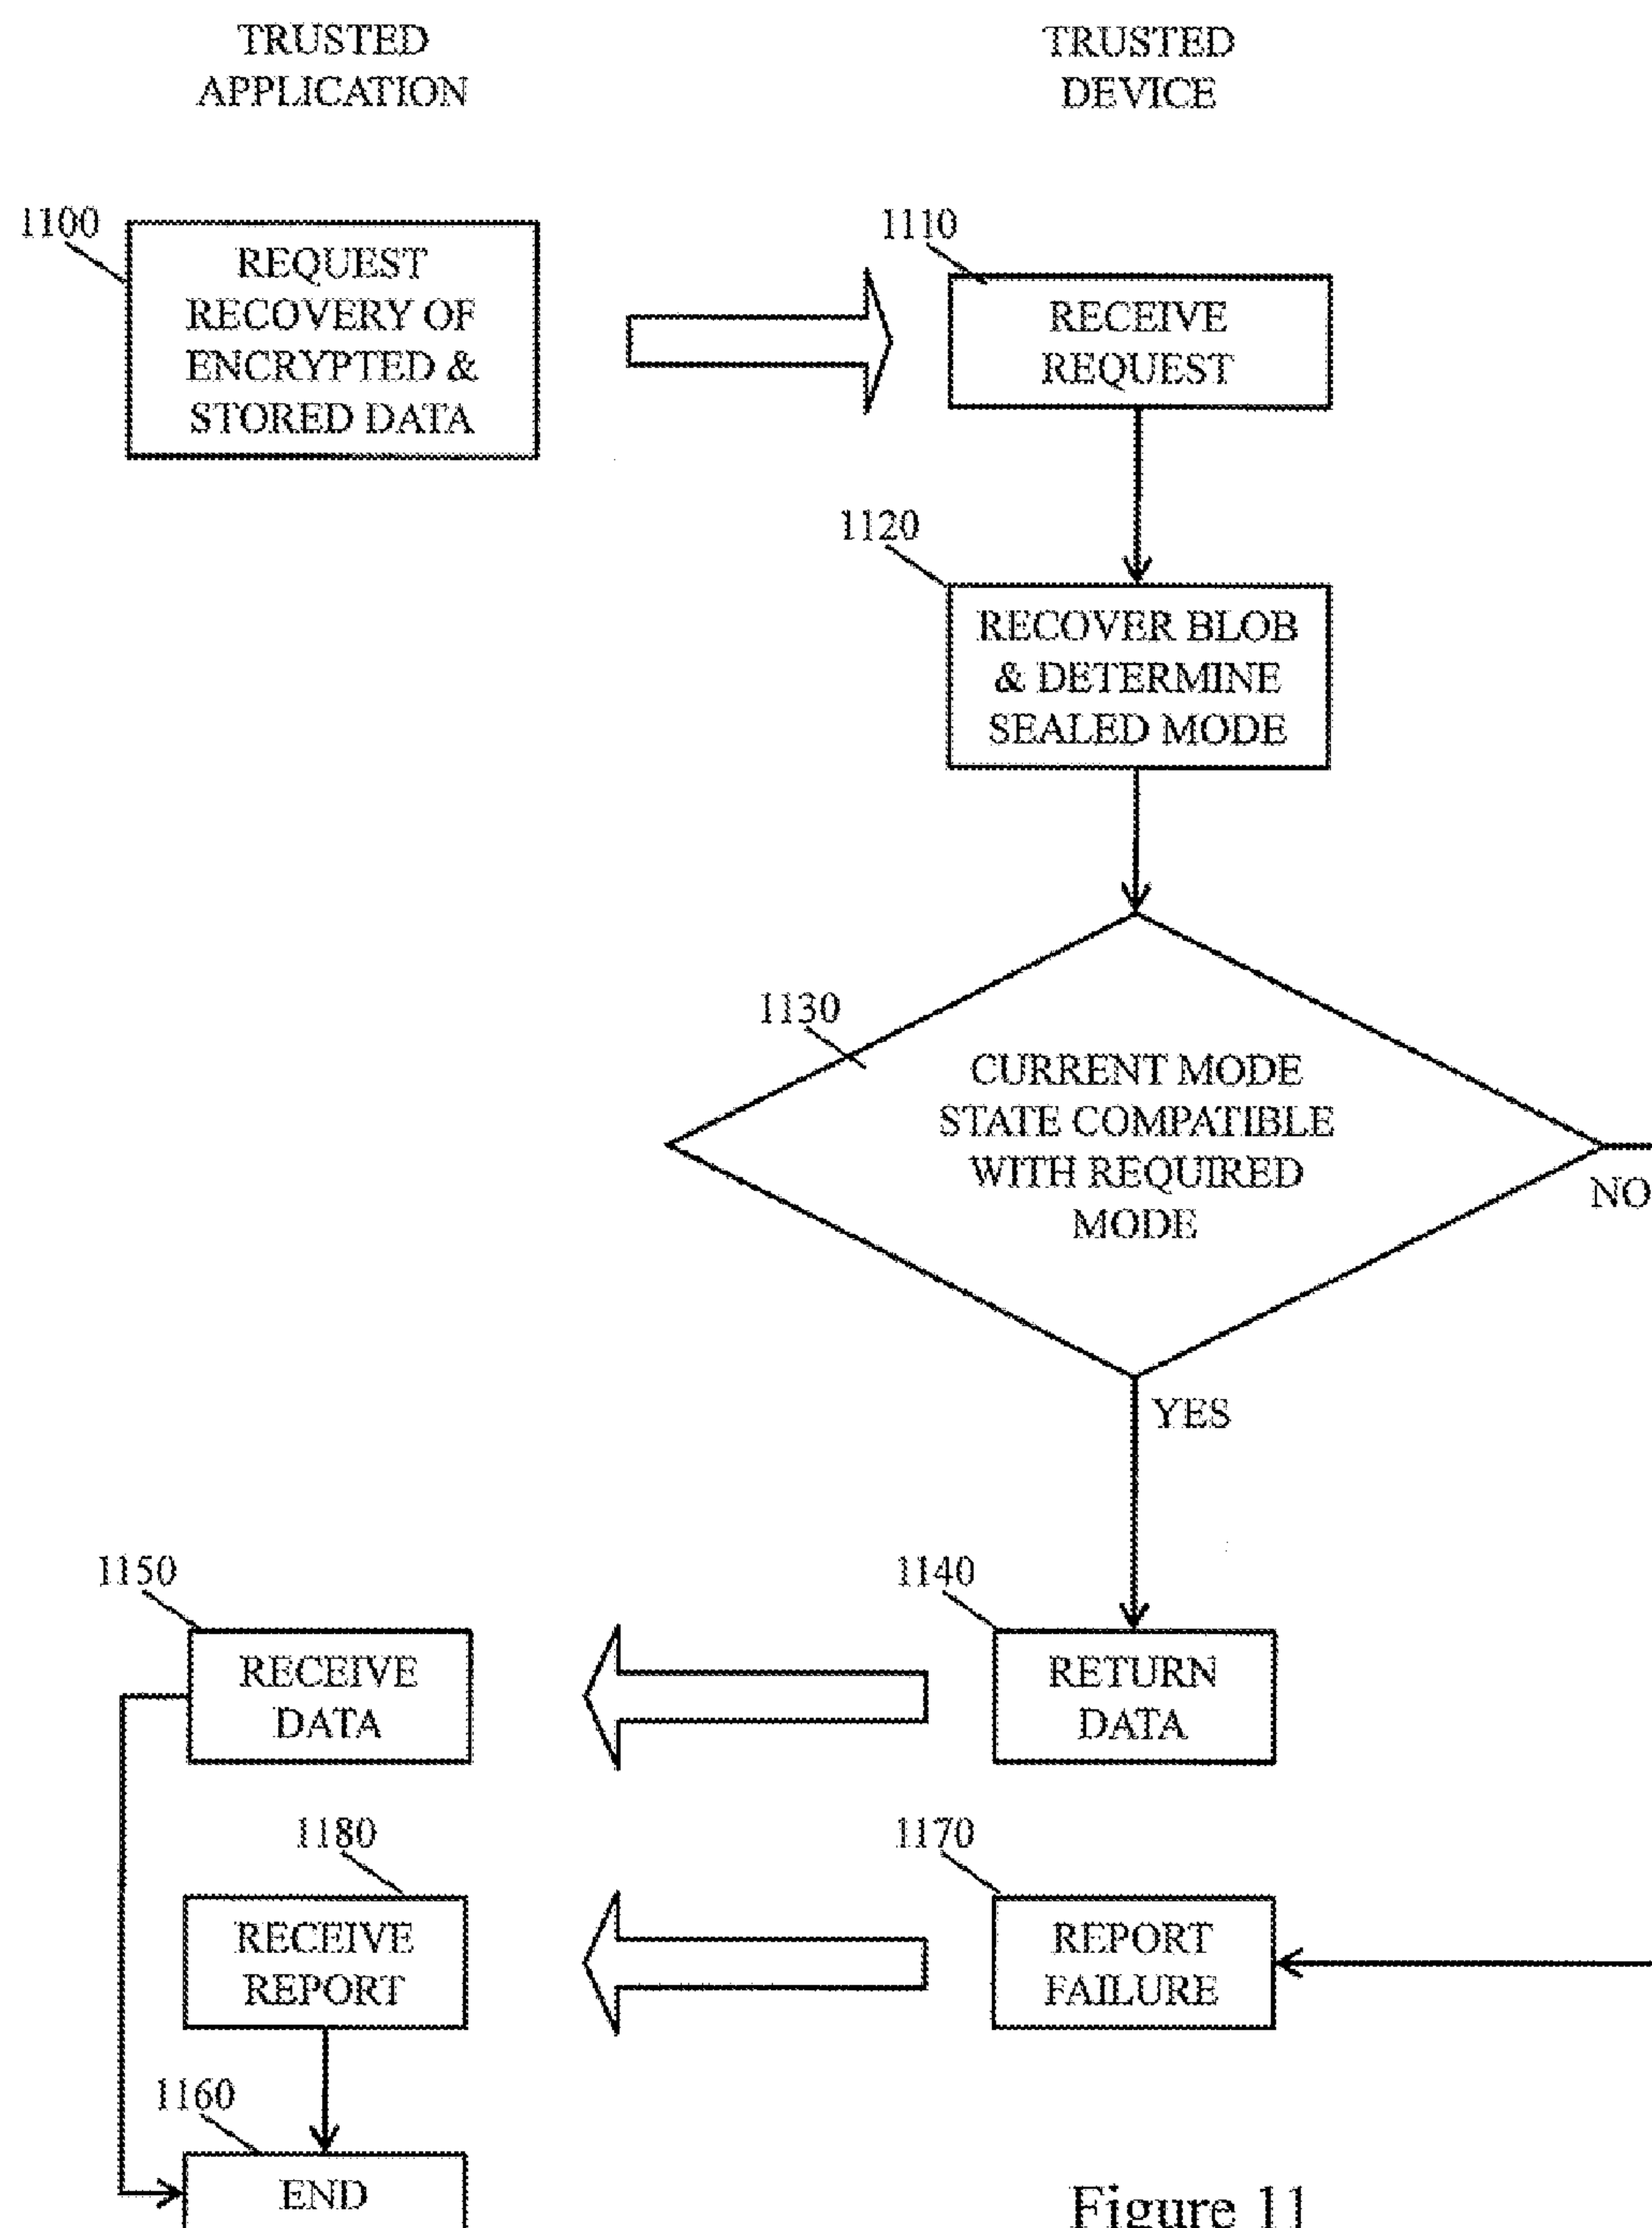 TRUSTED
APPLICATION
TRUSTED
DEVICE
1100
REQUEST
RECOVERY OF
ENCRYPTED &
STORED DATA
1110
RECEIVE
REQUEST
1120
RECOVER BLOB
& DETERMINE
SEALED MODE
1130
CURRENT MODE
STATE COMPATIBLE
WITH REQUIRED
MODE
NO
YES
1150
RECEIVE
DATA
1140
RETURN
DATA
1180
RECEIVE
REPORT
1170
REPORT
FAILURE
1160
END
Figure 11